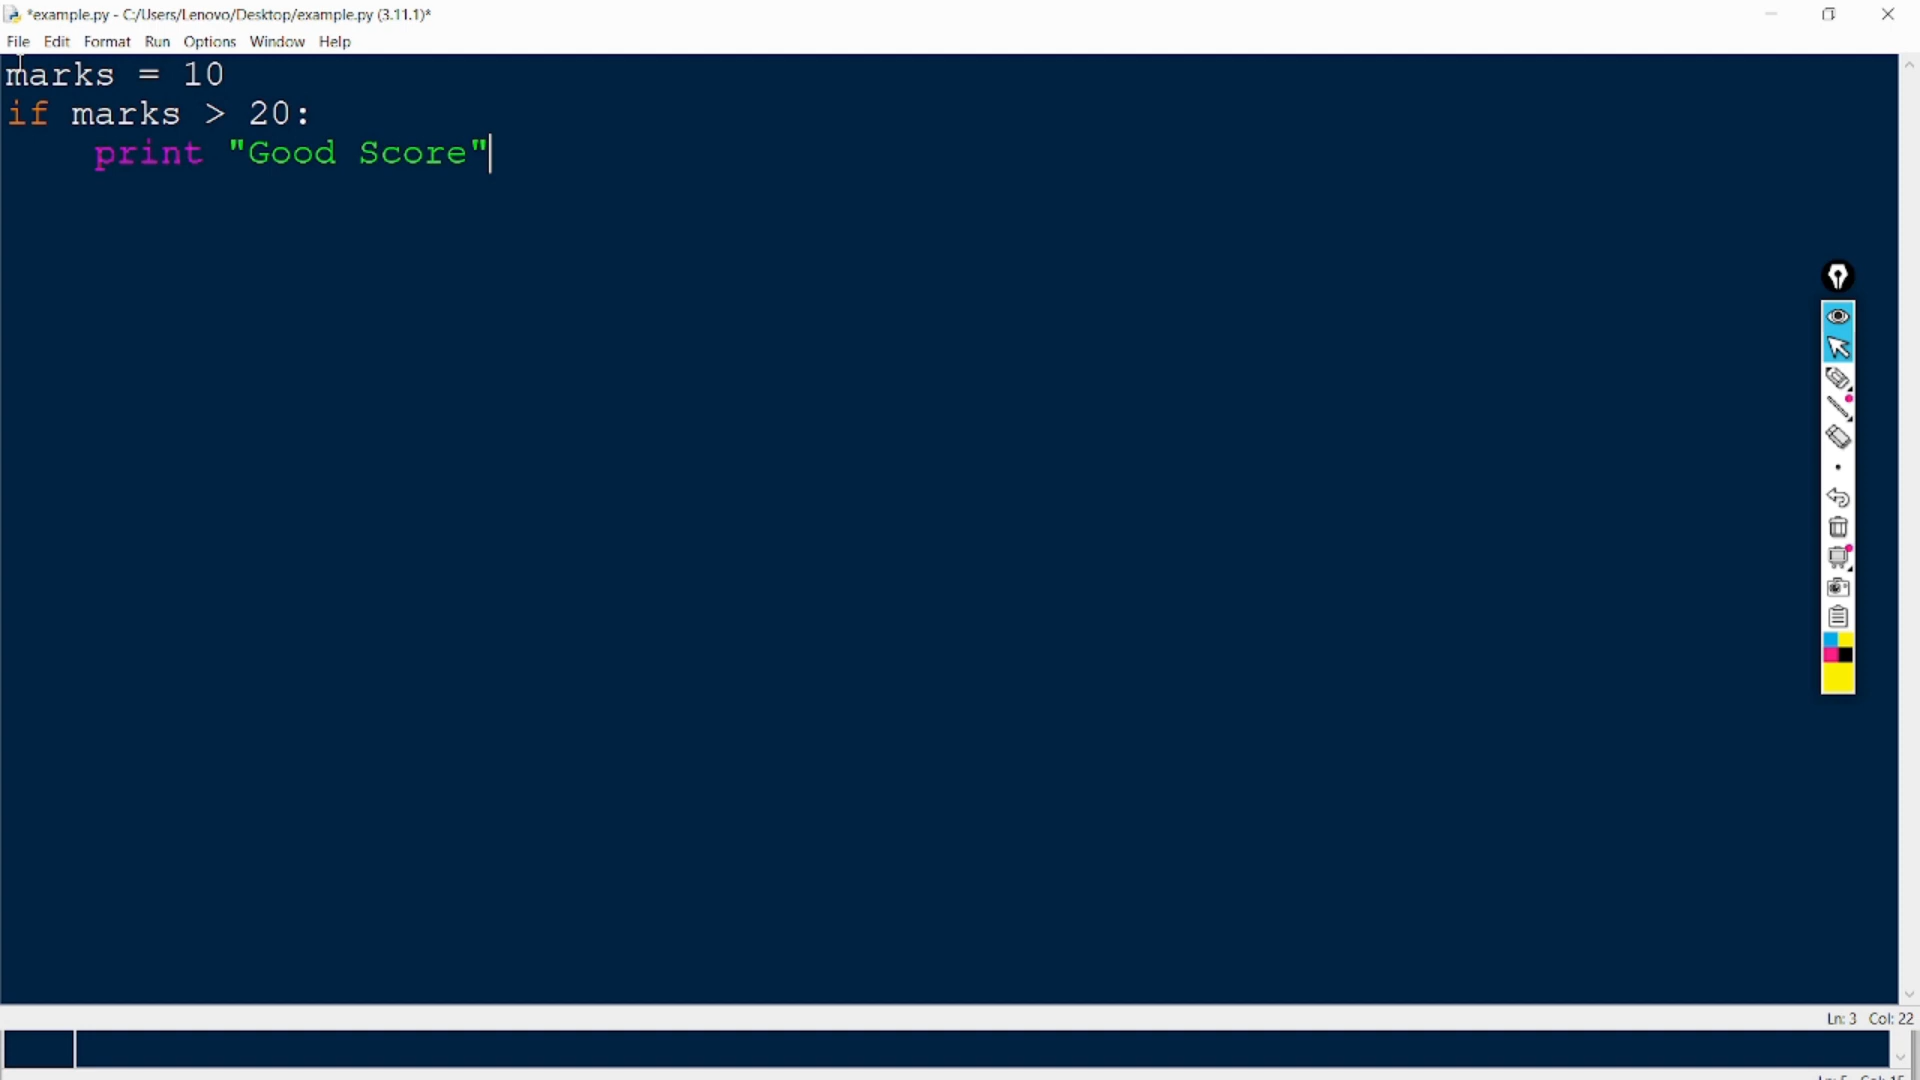 *example.py - C:/Users/Lenovo/Desktop/example.py (3.11.1)*
File Edit Format Run Options Window Help
marks = 10
if marks > 20:
    print "Good Score"
Ln: 3 Col: 22